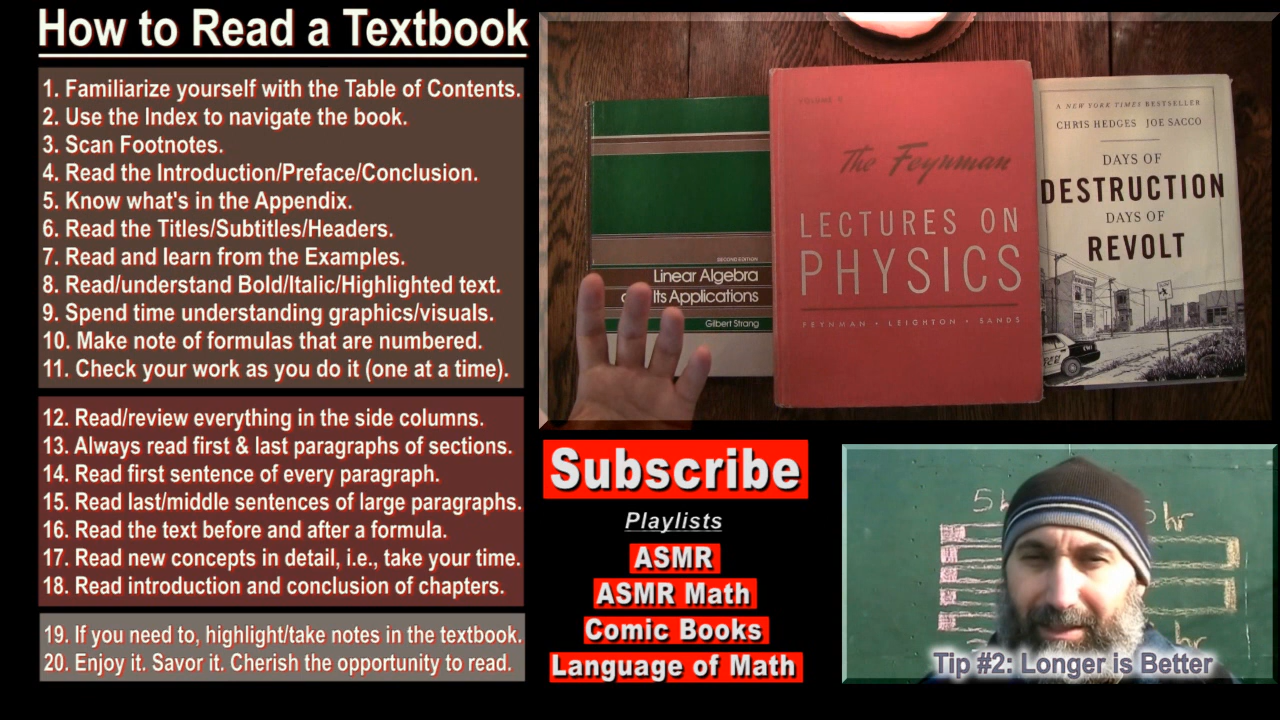 How to Read a Textbook
1. Familiarize yourself with the Table of Contents.
2. Use the Index to navigate the book.
3. Scan Footnotes.
4. Read the Introduction/Preface/Conclusion.
5. Know what's in the Appendix.
6. Read the Titles/Subtitles/Headers.
7. Read and learn from the Examples.
8. Read/understand Bold/Italic/Highlighted text.
9. Spend time understanding graphics/visuals.
10. Make note of formulas that are numbered.
11. Check your work as you do it (one at a time).
12. Read/review everything in the side columns.
13. Always read first & last paragraphs of sections.
14. Read first sentence of every paragraph.
15. Read last/middle sentences of large paragraphs.
16. Read the text before and after a formula.
17. Read new concepts in detail, i.e., take your time.
18. Read introduction and conclusion of chapters.
19. If you need to, highlight/take notes in the textbook.
20. Enjoy it. Savor it. Cherish the opportunity to read.
SECOND EDITION
Linear Algebra
Its Applications
Gilbert Strang
VOLUME
The Feynman
LECTURES ON
PHYSICS
FEYNMAN • LEIGHTON • SANDS
A NEW YORK TIMES BESTSELLER
CHRIS HEDGES JOE SACCO
DAYS OF
DESTRUCTION
DAYS OF
REVOLT
Subscribe
Playlists
ASMR
ASMR Math
Comic Books
Language of Math
hr
hr
Tip #2: Longer is Better